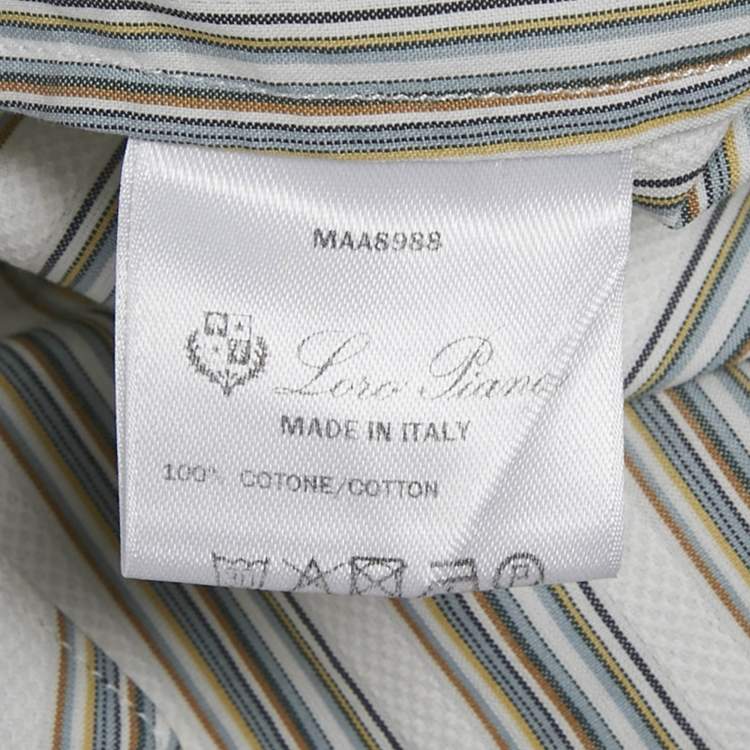 MAA8988
Loro Piana
MADE IN ITALY
100% COTONE/COTTON